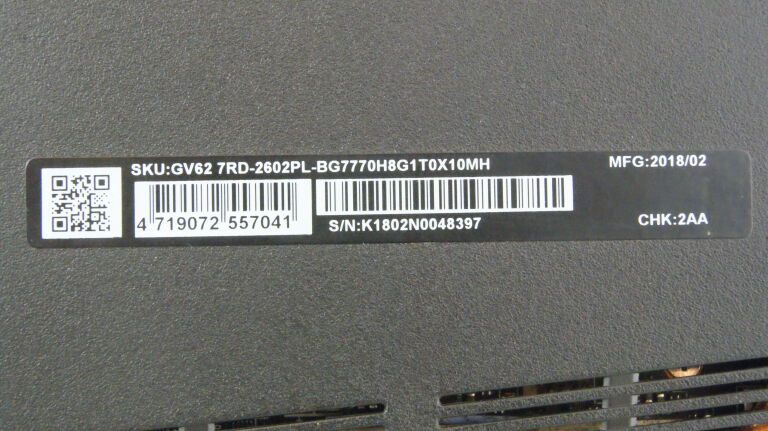 SKU:GV62 7RD-2602PL-BG7770H8G1T0X10MH
MFG:2018/02
4 719072 557041
S/N:K1802N0048397
CHK:2AA